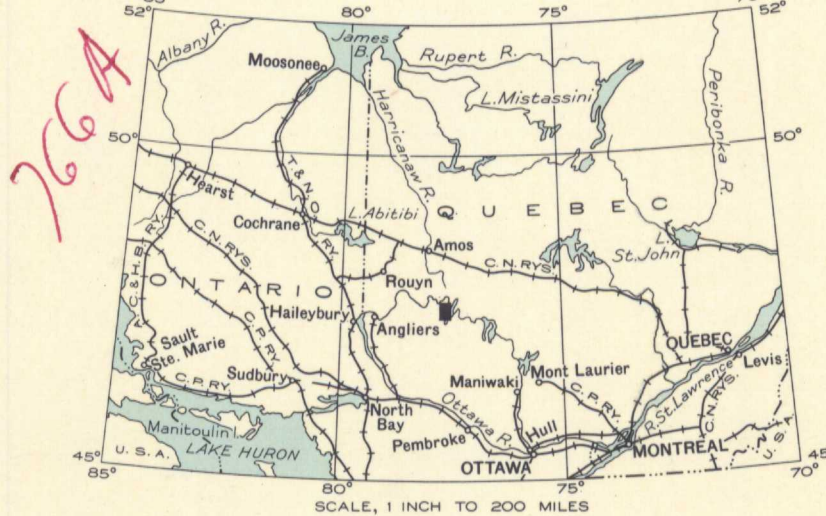 52°
80°
75°
52°
766A
Albany R.
Moosonee
James
B.
Rupert R.
L. Mistassini
Peribonka R.
Harricanaw R.
50°
50°
Hearst
T. & N. O. RY.
Cochrane
L. Abitibi
QUEBEC
Amos
L.
St. John
C. N. RYS.
C. N. RYS.
A. C. & H. B. RY.
ONTARIO
Rouyn
Haileybury
Angliers
C. P. RY.
Sault
Ste. Marie
Sudbury
C. P. RY.
QUEBEC
Levis
Mont Laurier
Maniwaki
C. P. RY.
R. St. Lawrence
C. N. RYS.
North
Bay
Ottawa R.
Pembroke
Hull
Manitoulin I.
MONTREAL
U. S. A.
U. S. A.
LAKE HURON
OTTAWA
45°
85°
80°
75°
70°
45
SCALE, 1 INCH TO 200 MILES